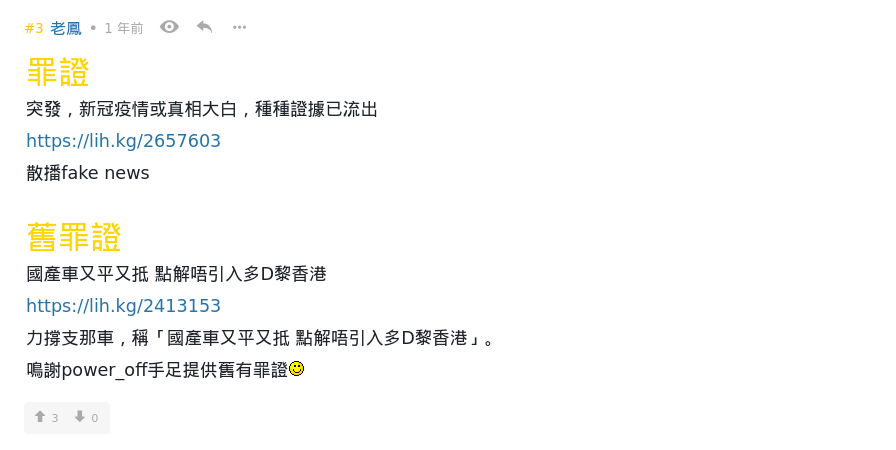 #3 老鳳 • 1 年前
罪證
突發，新冠疫情或真相大白，種種證據已流出
https://lih.kg/2657603
散播fake news
舊罪證
國產車又平又抵 點解唔引入多D黎香港
https://lih.kg/2413153
力撐支那車，稱「國產車又平又抵 點解唔引入多D黎香港」。
鳴謝power_off手足提供舊有罪證
3 0